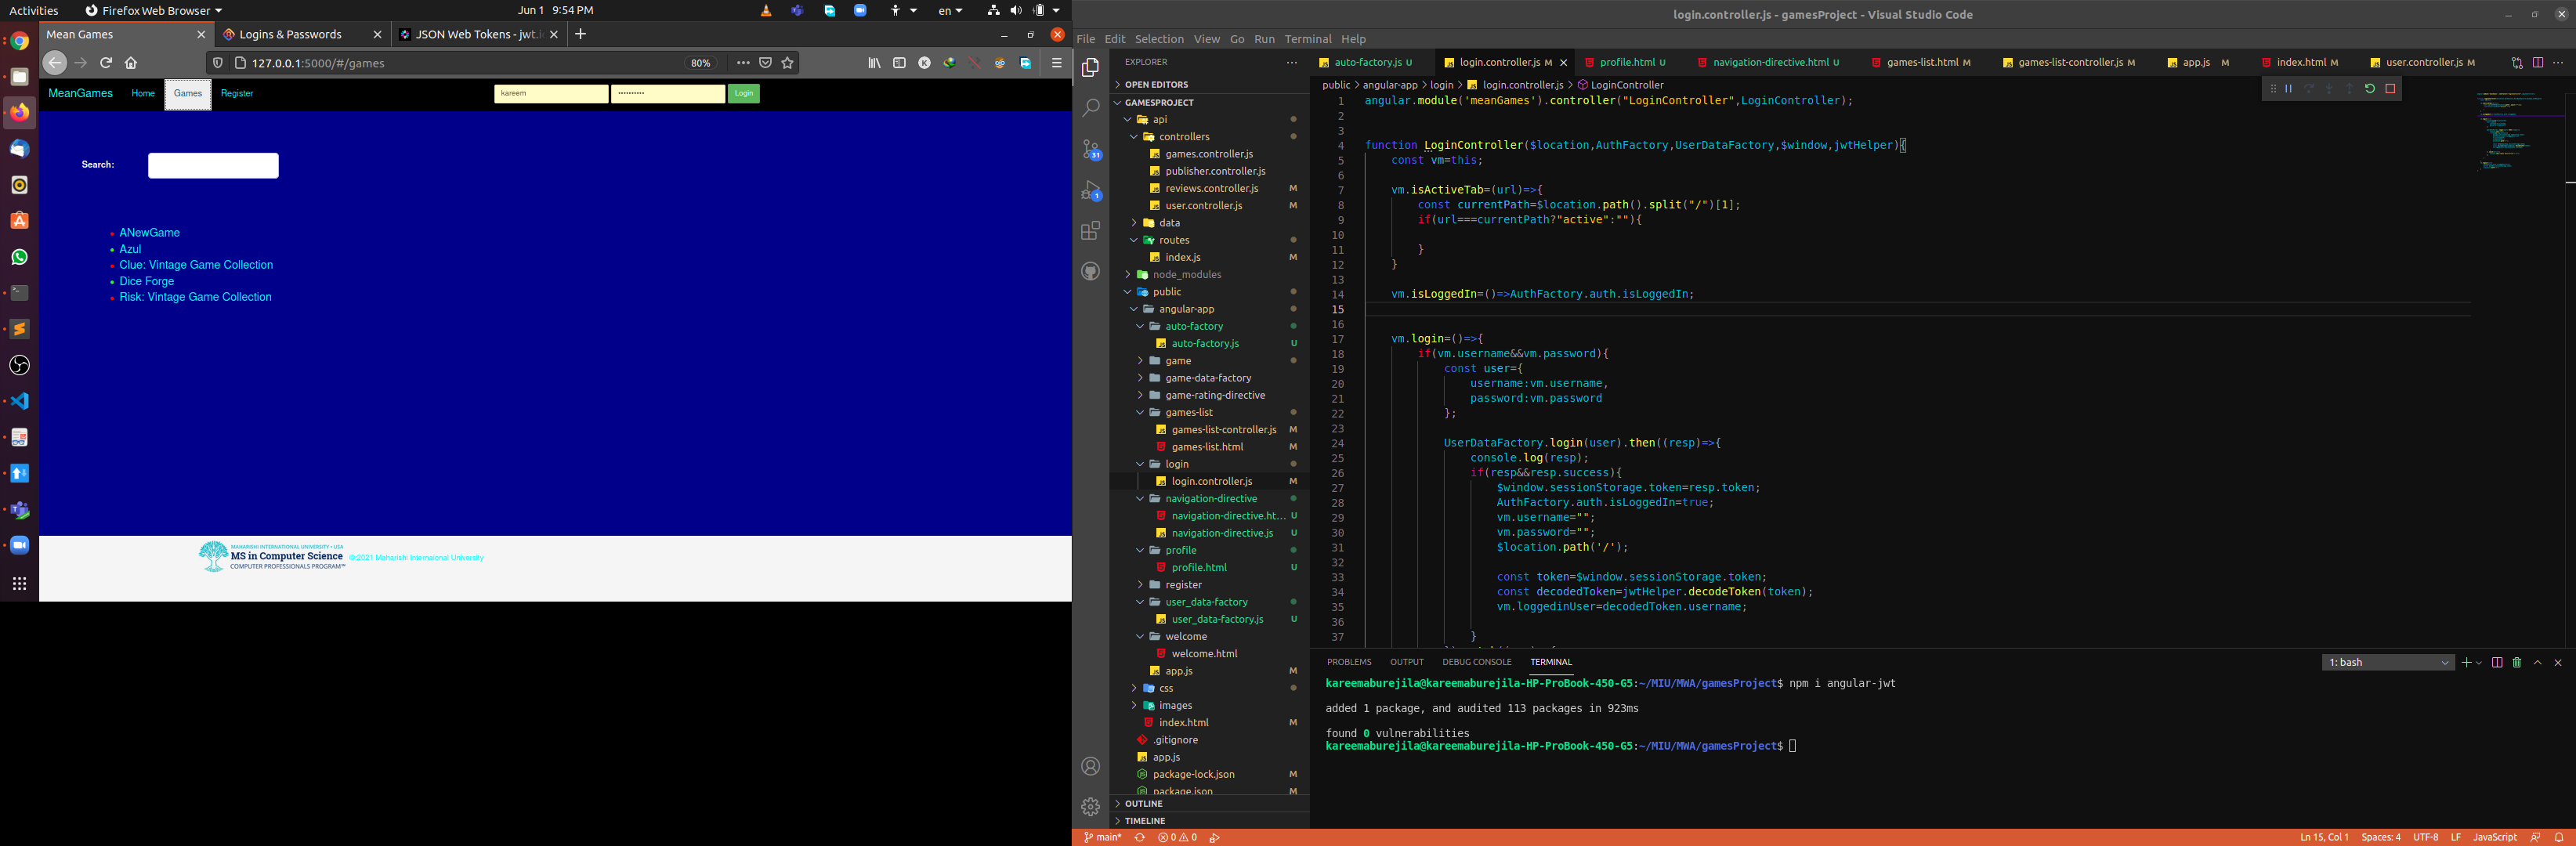 Activities
Firefox Web Browser
Jun 1 9:54 PM
en
Mean Games
Logins & Passwords
JSON Web Tokens - jwt.i
127.0.0.1:5000/#/games
80%
MeanGames
Home
Games
Register
kareem
••••••••••
Login
Search:
ANewGame
Azul
Clue: Vintage Game Collection
Dice Forge
Risk: Vintage Game Collection
MAHARISHI INTERNATIONAL UNIVERSITY • USA
MS in Computer Science
COMPUTER PROFESSIONALS PROGRAM℠
© 2021 Maharishi Internaional University
login.controller.js - gamesProject - Visual Studio Code
File Edit Selection View Go Run Terminal Help
EXPLORER
OPEN EDITORS
GAMESPROJECT
api
controllers
games.controller.js
publisher.controller.js
reviews.controller.js M
user.controller.js M
data
routes
index.js M
node_modules
public
angular-app
auto-factory
auto-factory.js U
game
game-data-factory
game-rating-directive
games-list
games-list-controller.js M
games-list.html M
login
login.controller.js M
navigation-directive
navigation-directive.ht... U
navigation-directive.js U
profile
profile.html U
register
user_data-factory
user_data-factory.js U
welcome
welcome.html
app.js M
css
images
index.html M
.gitignore
app.js
package-lock.json M
package.json M
OUTLINE
TIMELINE
31
1
auto-factory.js U
login.controller.js M
profile.html U
navigation-directive.html U
games-list.html M
games-list-controller.js M
app.js M
index.html M
user.controller.js M
public > angular-app > login > login.controller.js > LoginController
1 angular.module('meanGames').controller("LoginController",LoginController);
2
3
4 function LoginController($location,AuthFactory,UserDataFactory,$window,jwtHelper){
5 const vm=this;
6
7 vm.isActiveTab=(url)=>{
8 const currentPath=$location.path().split("/")[1];
9 if(url===currentPath?"active":""){
10
11 }
12 }
13
14 vm.isLoggedIn=()=>AuthFactory.auth.isLoggedIn;
15
16
17 vm.login=()=>{
18 if(vm.username&&vm.password){
19 const user={
20 username:vm.username,
21 password:vm.password
22 };
23
24 UserDataFactory.login(user).then((resp)=>{
25 console.log(resp);
26 if(resp&&resp.success){
27 $window.sessionStorage.token=resp.token;
28 AuthFactory.auth.isLoggedIn=true;
29 vm.username="";
30 vm.password="";
31 $location.path('/');
32
33 const token=$window.sessionStorage.token;
34 const decodedToken=jwtHelper.decodeToken(token);
35 vm.loggedinUser=decodedToken.username;
36
37 }
PROBLEMS OUTPUT DEBUG CONSOLE TERMINAL
1: bash
kareemaburejila@kareemaburejila-HP-ProBook-450-G5:~/MIU/MWA/gamesProject$ npm i angular-jwt
added 1 package, and audited 113 packages in 923ms
found 0 vulnerabilities
kareemaburejila@kareemaburejila-HP-ProBook-450-G5:~/MIU/MWA/gamesProject$
main*
0 0
Ln 15, Col 1 Spaces: 4 UTF-8 LF JavaScript